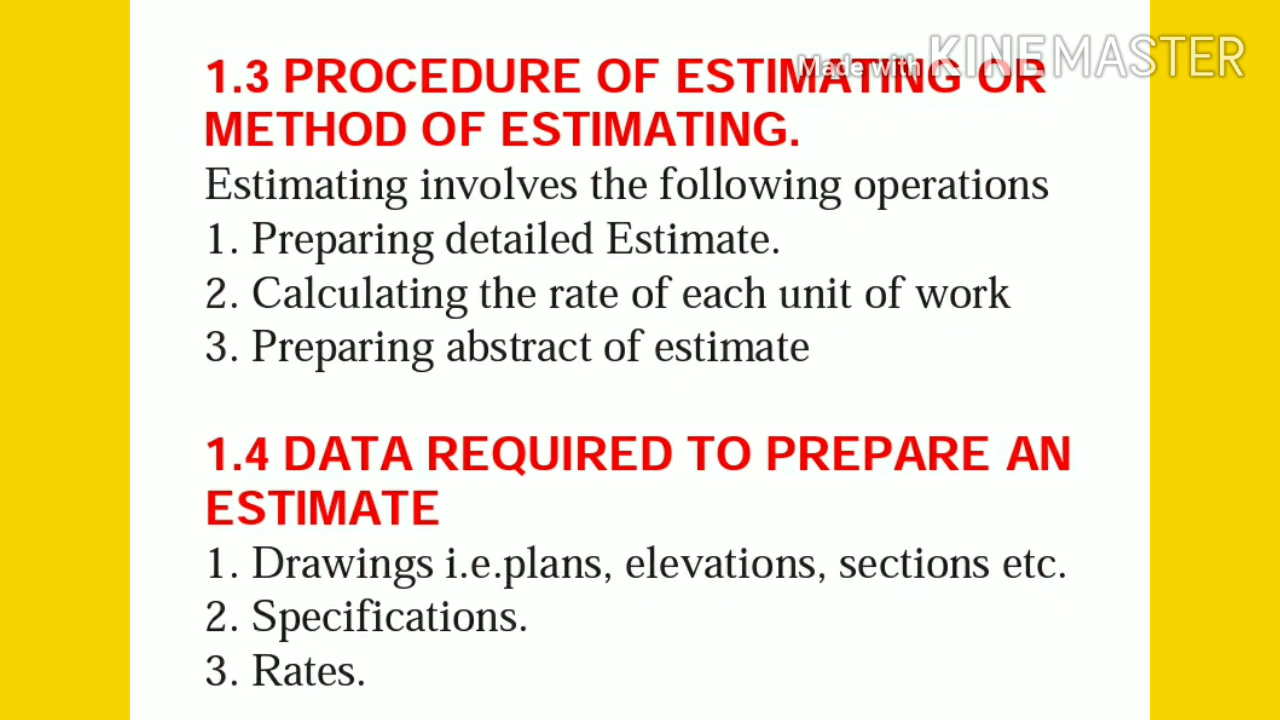 Made with KINEMASTER
1.3 PROCEDURE OF ESTIMATING OR
METHOD OF ESTIMATING.
Estimating involves the following operations
1. Preparing detailed Estimate.
2. Calculating the rate of each unit of work
3. Preparing abstract of estimate
1.4 DATA REQUIRED TO PREPARE AN
ESTIMATE
1. Drawings i.e.plans, elevations, sections etc.
2. Specifications.
3. Rates.